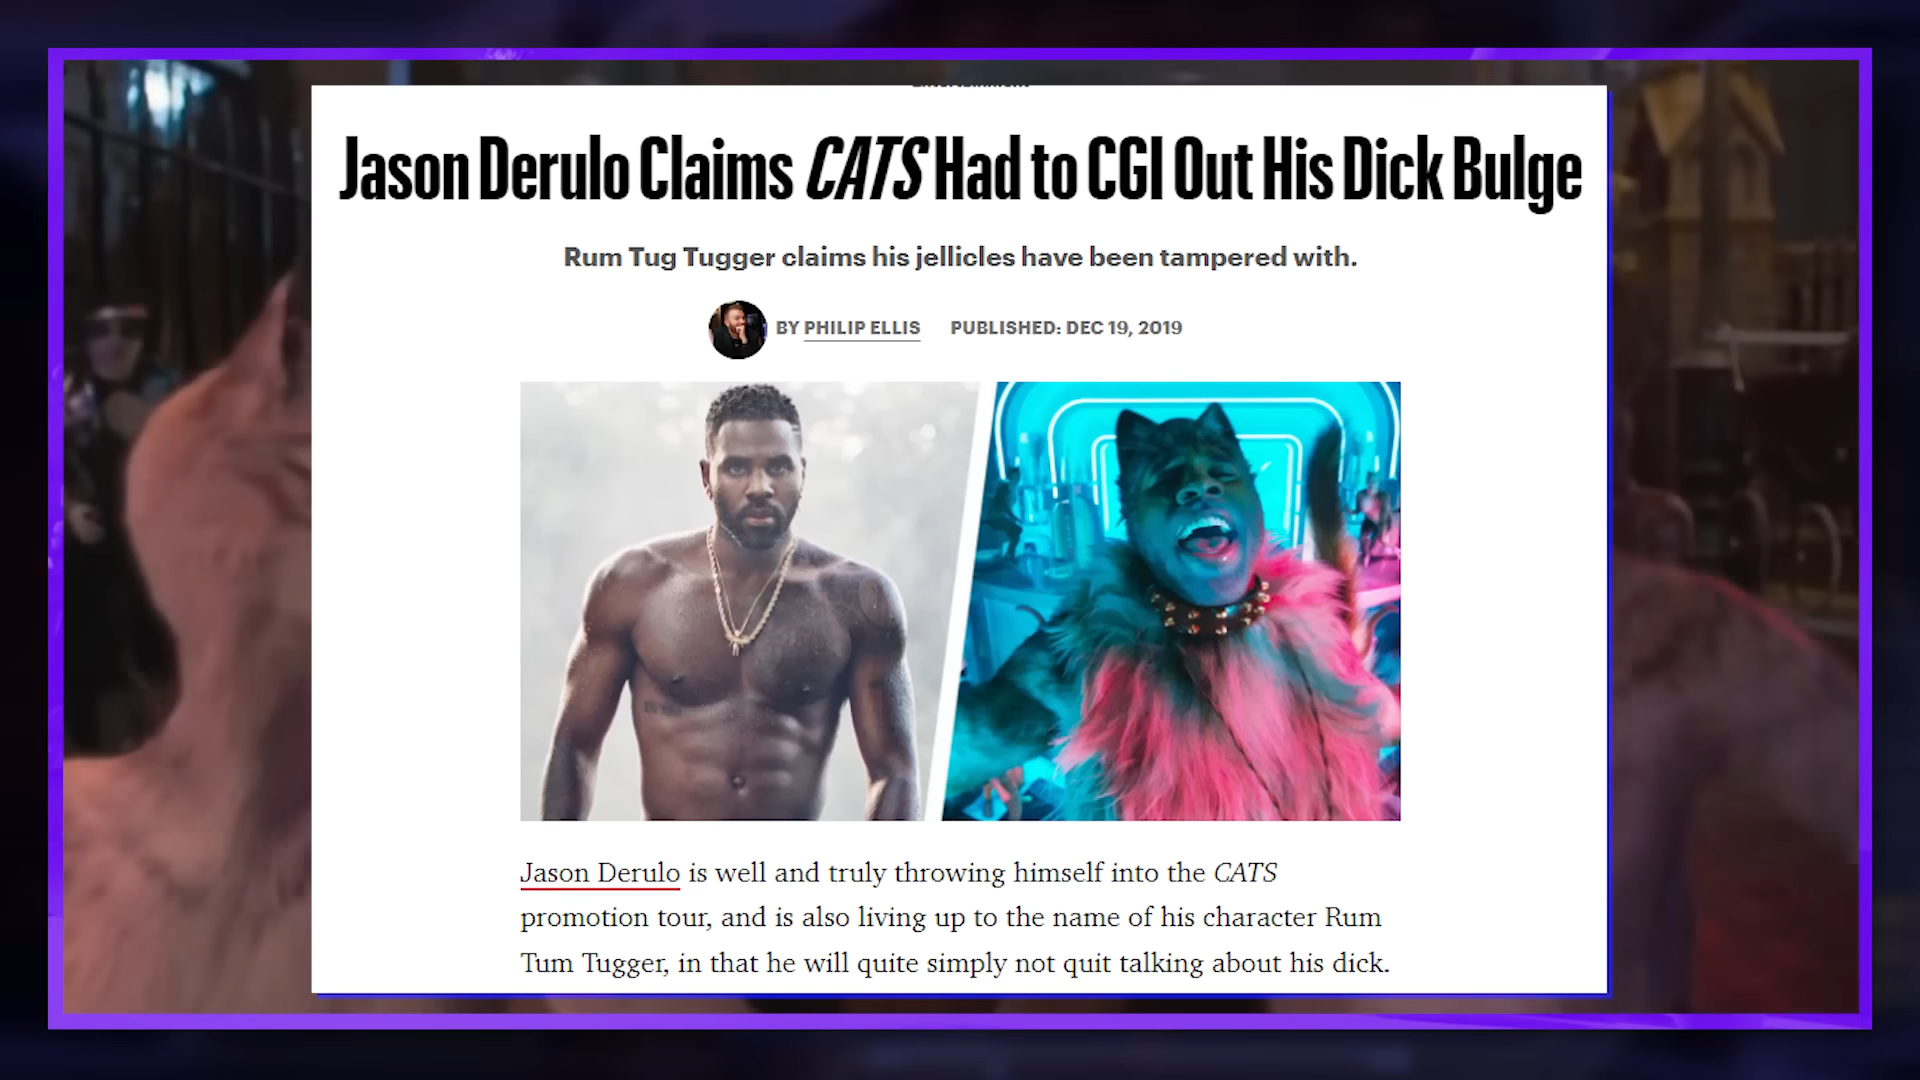 Jason Derulo Claims CATS Had to CGI Out His Dick Bulge
Rum Tug Tugger claims his jellicles have been tampered with.
BY PHILIP ELLIS PUBLISHED: DEC 19, 2019
Jason Derulo is well and truly throwing himself into the CATS
promotion tour, and is also living up to the name of his character Rum
Tum Tugger, in that he will quite simply not quit talking about his dick.